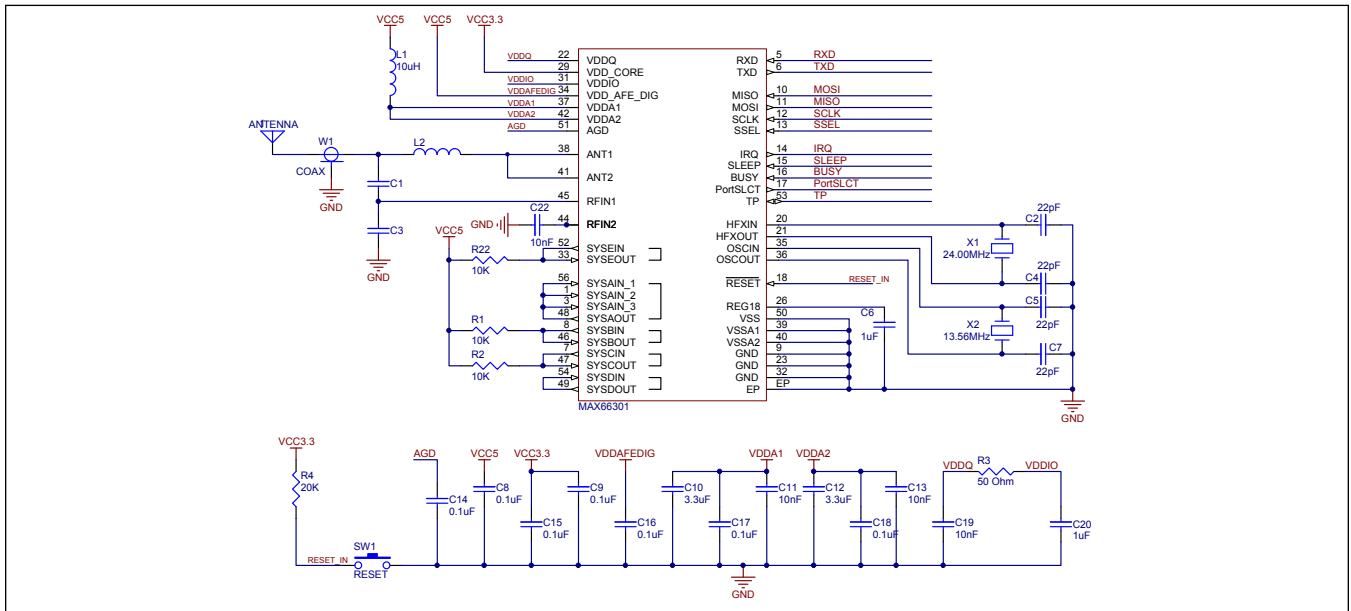 VCC5 VCC5 VCC3.3
L1
10uH
VDDQ 22 VDDQ
29 VDD_CORE
VDDIO 31 VDDIO
VDDAFEDIG 34 VDD_AFE_DIG
VDDA1 37 VDDA1
VDDA2 42 VDDA2
AGD 51 AGD
ANTENNA
W1
COAX
GND
L2
38 ANT1
41 ANT2
C1
45 RFIN1
C3
GND
C22
GND
10nF
44 RFIN2
VCC5
R22
10K
52 SYSEIN
33 SYSEOUT
56 SYSAIN_1
1 SYSAIN_2
3 SYSAIN_3
48 SYSAOUT
R1
10K
8 SYSBIN
46 SYSBOUT
R2
10K
7 SYSCIN
47 SYSCOUT
54 SYSDIN
49 SYSDOUT
MAX66301
RXD 5 RXD
TXD 6 TXD
MISO 10 MOSI
MOSI 11 MISO
SCLK 12 SCLK
SSEL 13 SSEL
IRQ 14 IRQ
SLEEP 15 SLEEP
BUSY 16 BUSY
PortSLCT 17 PortSLCT
TP 53 TP
HFXIN 20
HFXOUT 21
OSCIN 35
OSCOUT 36
RESET 18 RESET_IN
REG18 26
VSS 50
VSSA1 39
VSSA2 40
GND 9
GND 23
GND 32
EP EP
C6
1uF
22pF
C2
X1
24.00MHz
22pF
C4
C5
22pF
X2
13.56MHz
C7
22pF
GND
VCC3.3
R4
20K
RESET_IN
SW1
RESET
AGD
C14
0.1uF
VCC5
C8
0.1uF
VCC3.3
C15
0.1uF
C9
0.1uF
VDDAFEDIG
C16
0.1uF
C10
3.3uF
C17
0.1uF
VDDA1
C11
10nF
VDDA2
C12
3.3uF
C18
0.1uF
C13
10nF
VDDQ
R3
50 Ohm
VDDIO
C19
10nF
C20
1uF
GND